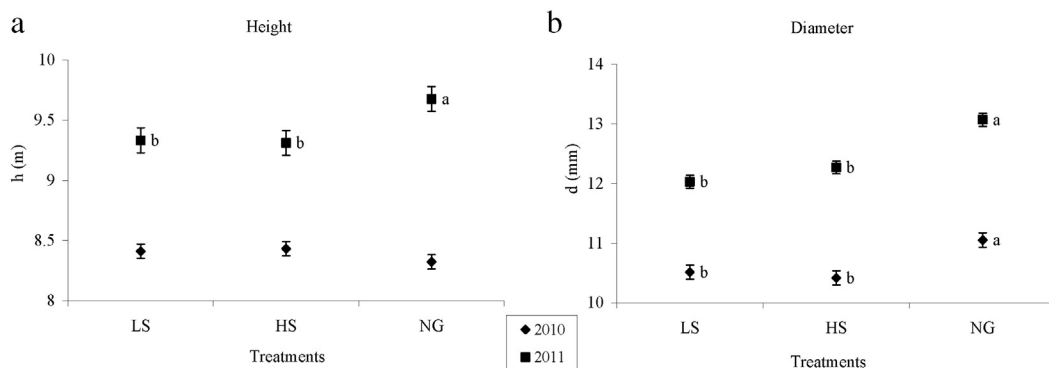 a
Height
h (m)
10
9.5
9
8.5
8
b
b
a
LS
HS
NG
Treatments
2010
2011
b
Diameter
d (mm)
14
13
12
11
10
b
b
a
b
b
a
LS
HS
NG
Treatments